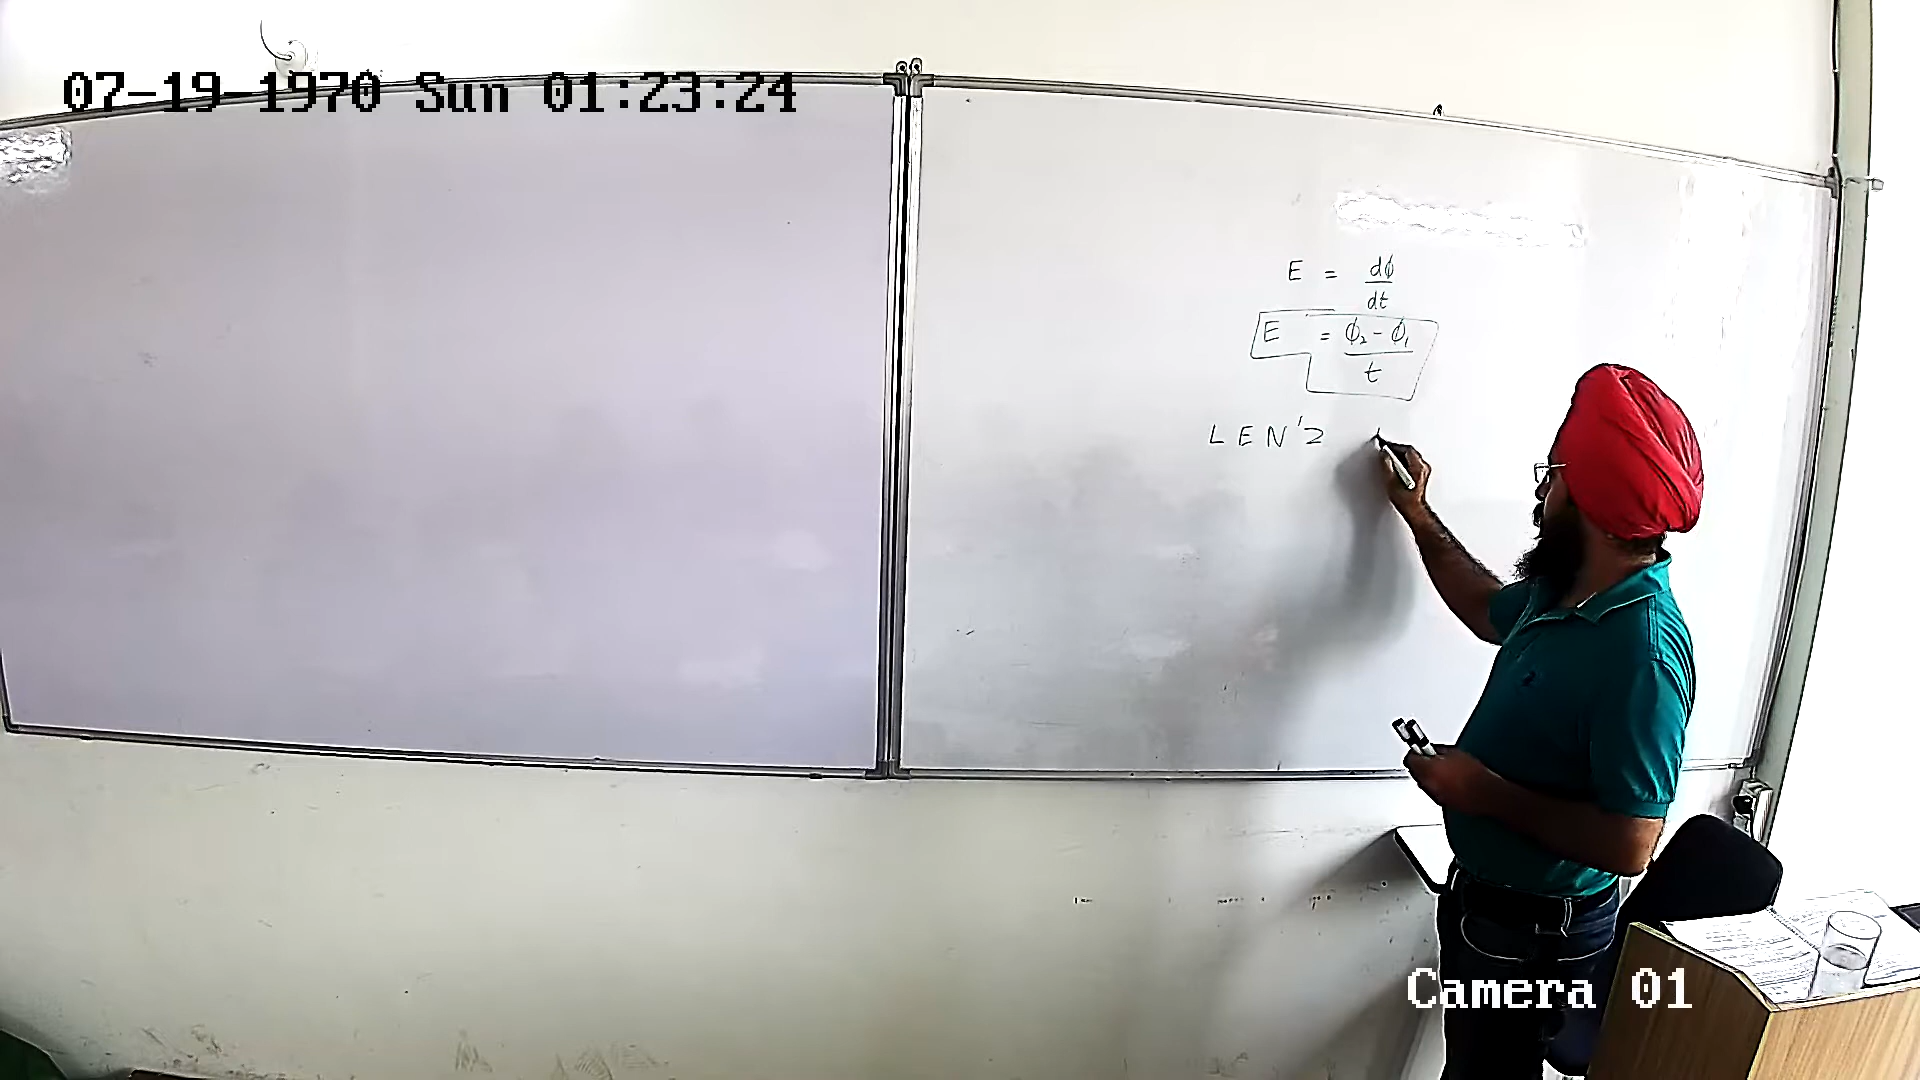 07-19-1970 Sun 01:23:24
E = dϕ/dt
E = ϕ₂ - ϕ₁/t
LEN'Z
Camera 01